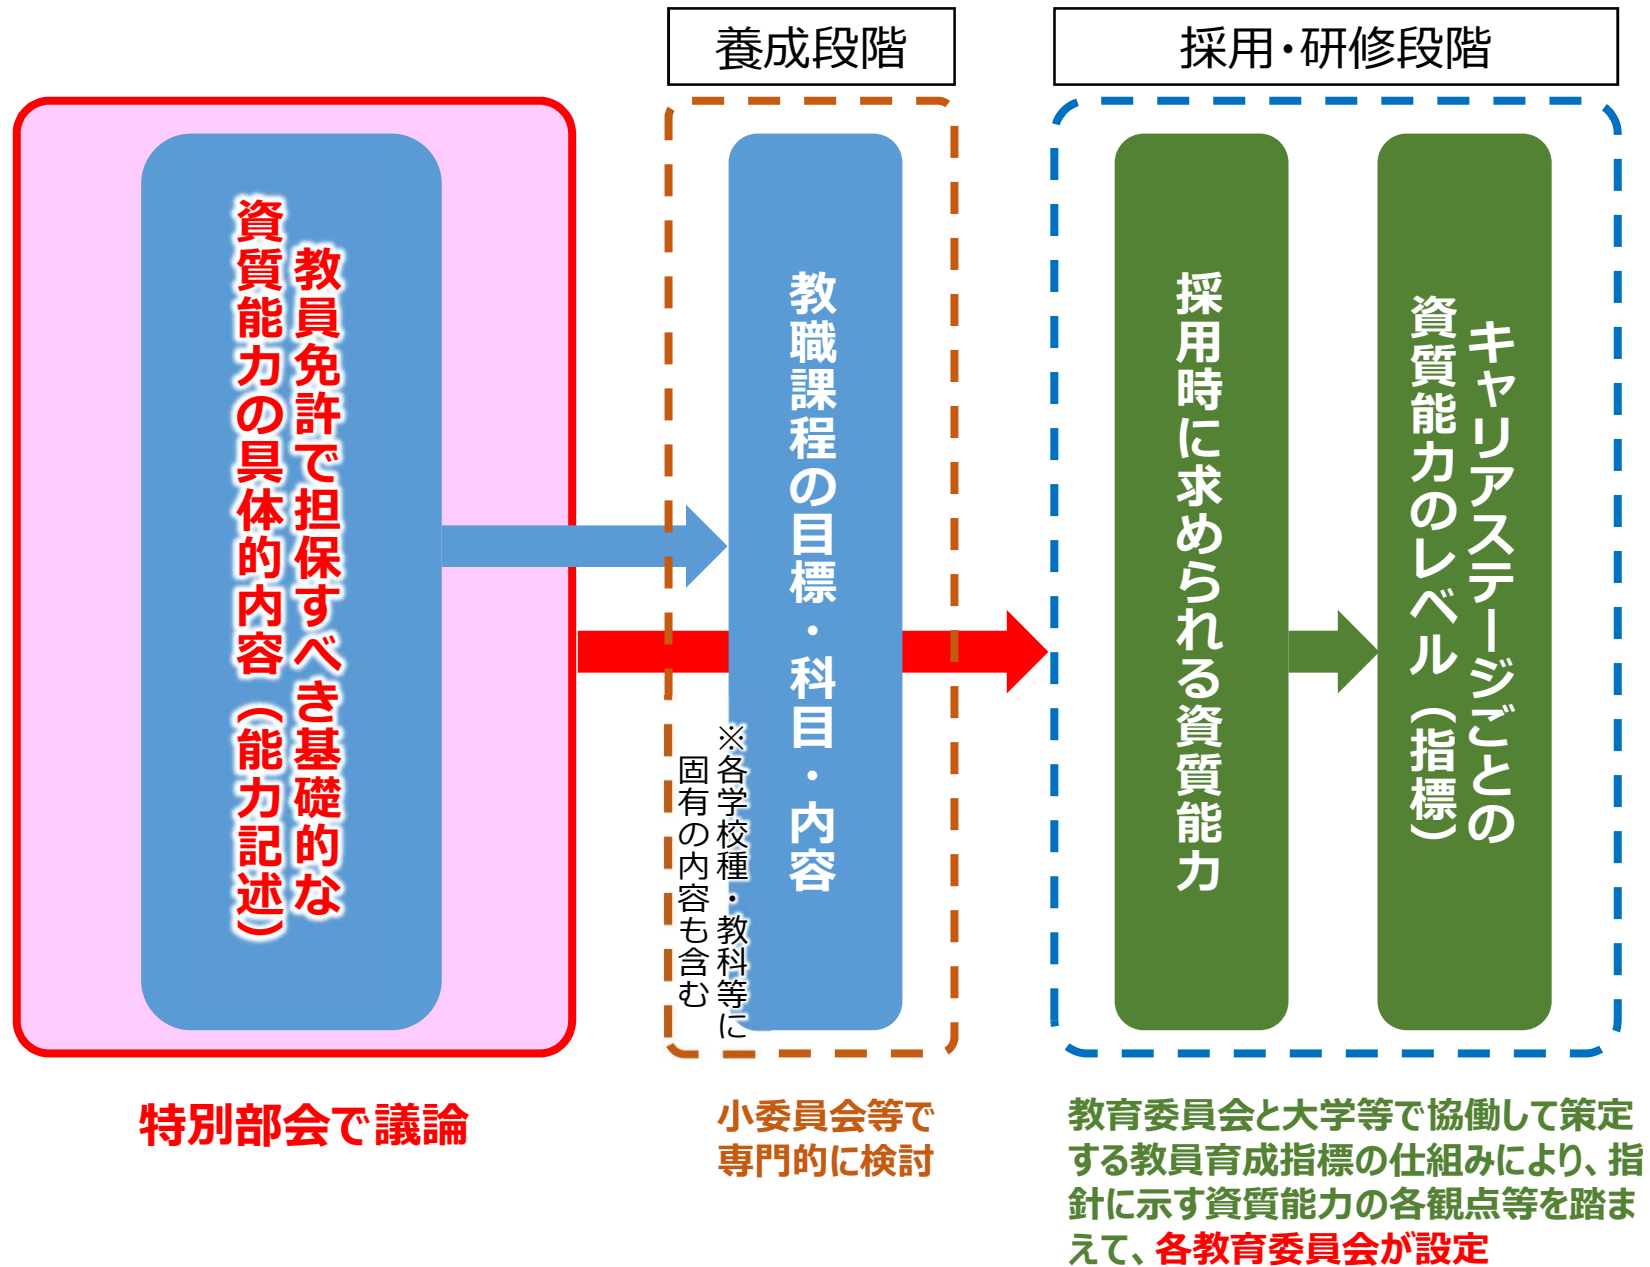 養成段階
採用・研修段階
教員免許で担保すべき基礎的な
資質能力の具体的内容（能力記述）
教職課程の目標・科目・内容
※各学校種・教科等に
固有の内容も含む
採用時に求められる資質能力
キャリアステージごとの
資質能力のレベル（指標）
特別部会で議論
小委員会等で
専門的に検討
教育委員会と大学等で協働して策定
する教員育成指標の仕組みにより、指
針に示す資質能力の各観点等を踏ま
えて、各教育委員会が設定